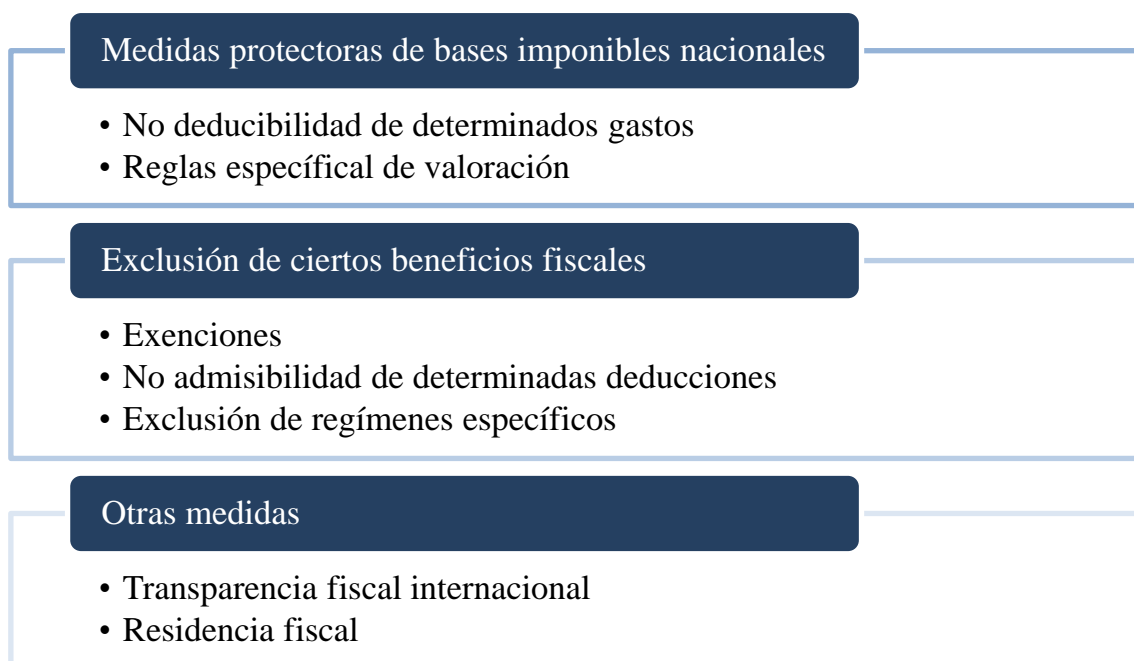 Medidas protectoras de bases imponibles nacionales
• No deducibilidad de determinados gastos
• Reglas específical de valoración
Exclusión de ciertos beneficios fiscales
• Exenciones
• No admisibilidad de determinadas deducciones
• Exclusión de regímenes específicos
Otras medidas
• Transparencia fiscal internacional
• Residencia fiscal